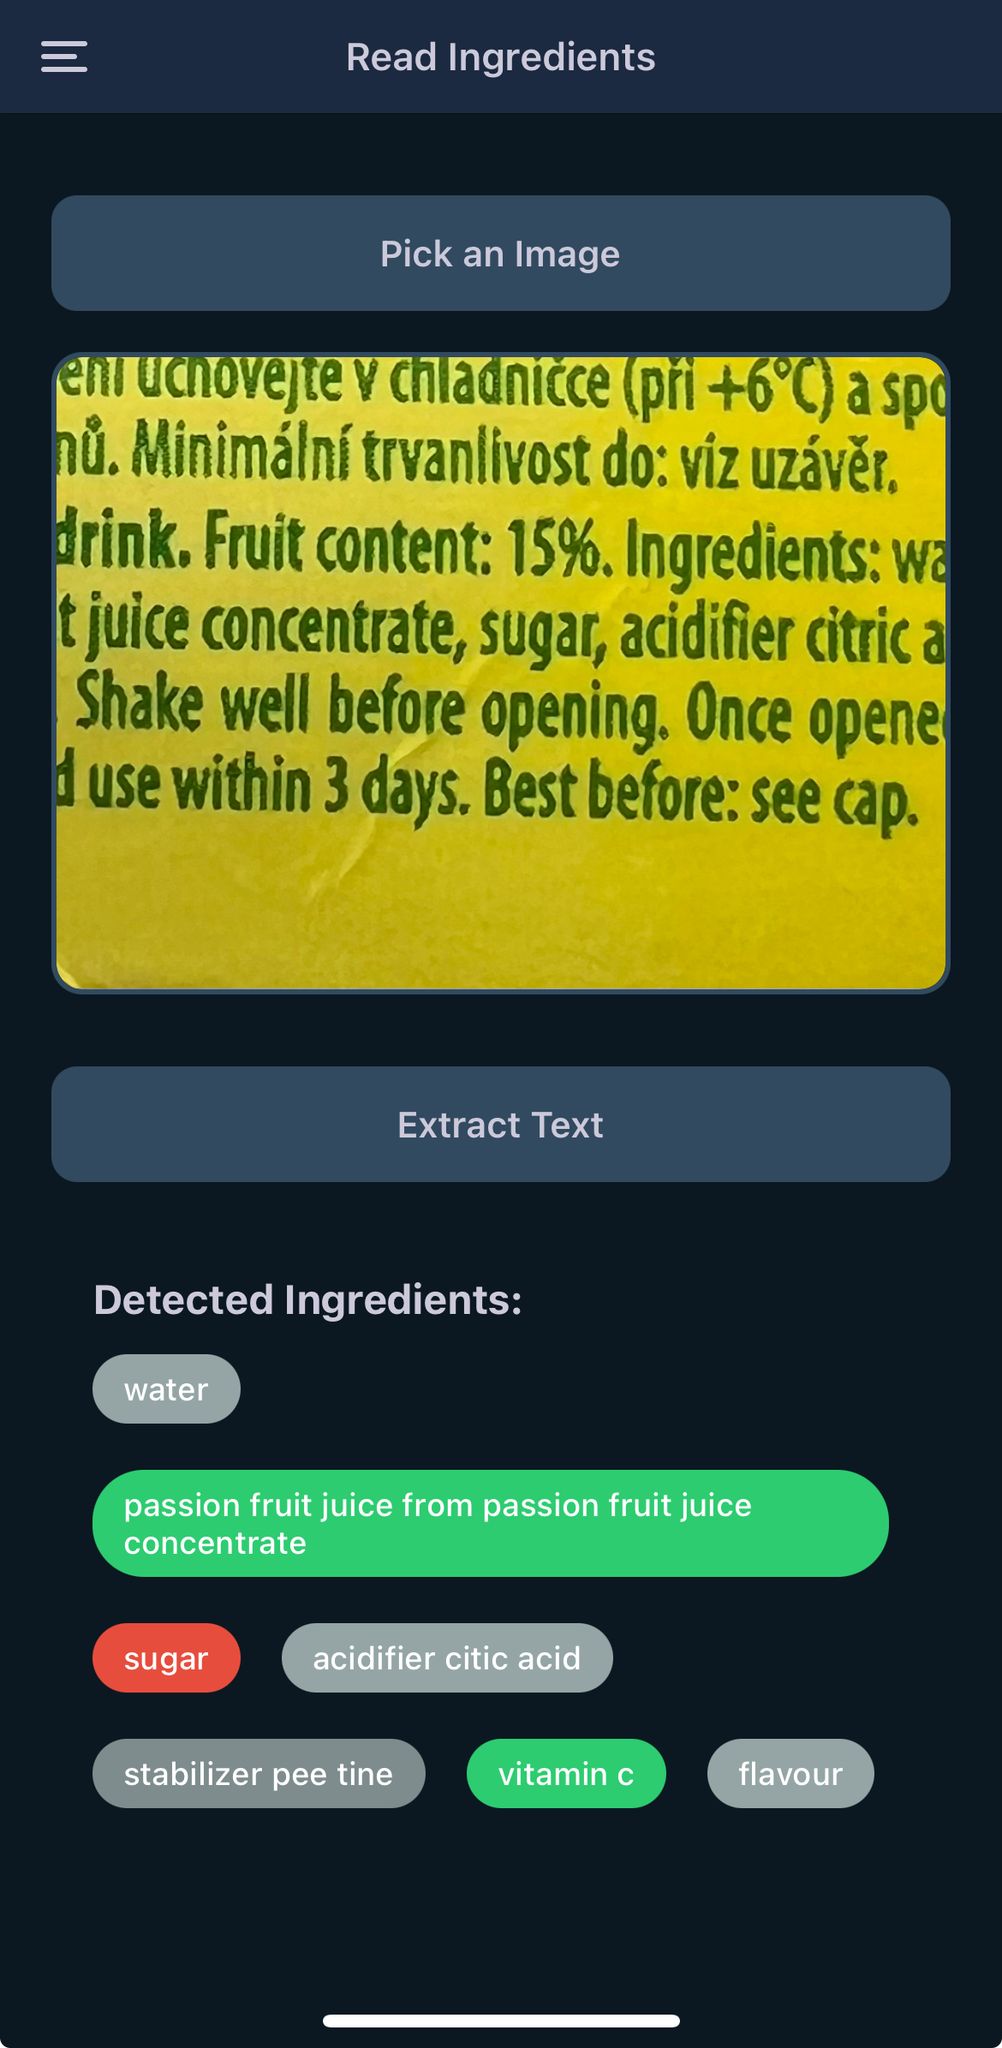 Read Ingredients
Pick an Image
ení uchovejte v chladničce (při +6°C) a spo
nů. Minimální trvanlivost do: viz uzávěr.
drink. Fruit content: 15%. Ingredients: wa
t juice concentrate, sugar, acidifier citric a
. Shake well before opening. Once opened
d use within 3 days. Best before: see cap.
Extract Text
Detected Ingredients:
water
passion fruit juice from passion fruit juice
concentrate
sugar acidifier citic acid
stabilizer pee tine vitamin c flavour